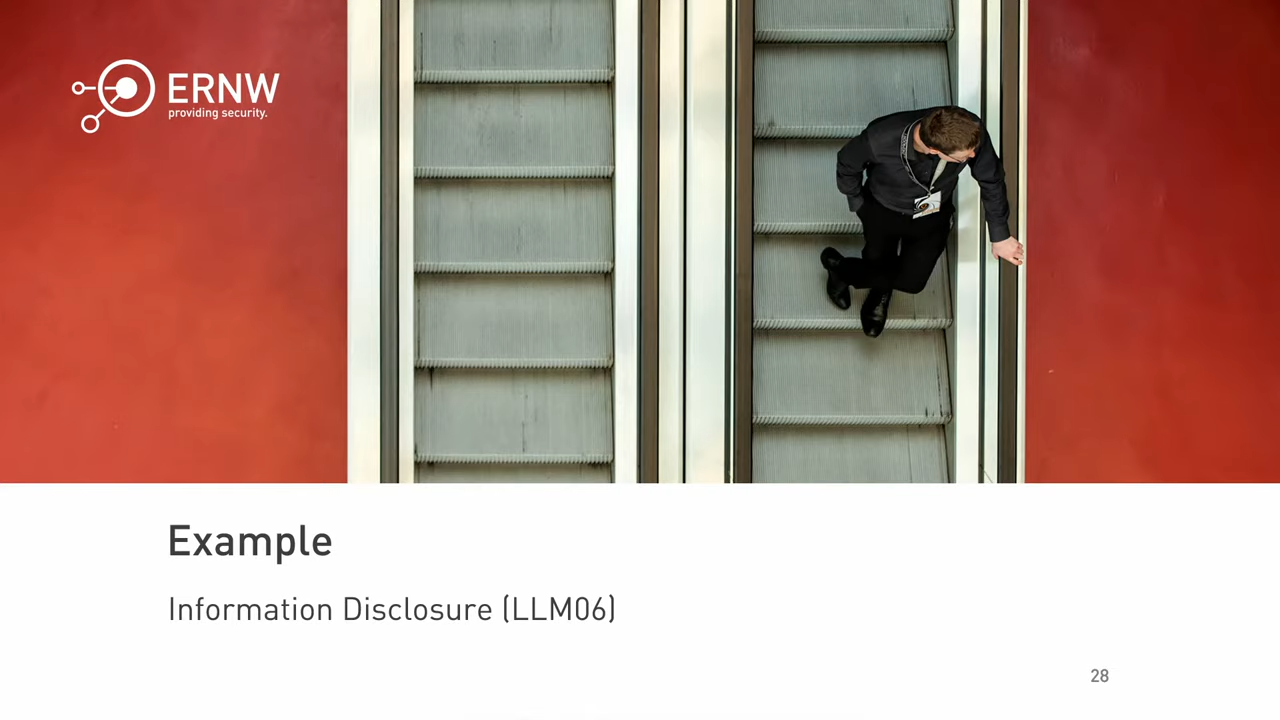 ERNW
providing security.
Example
Information Disclosure (LLM06)
28